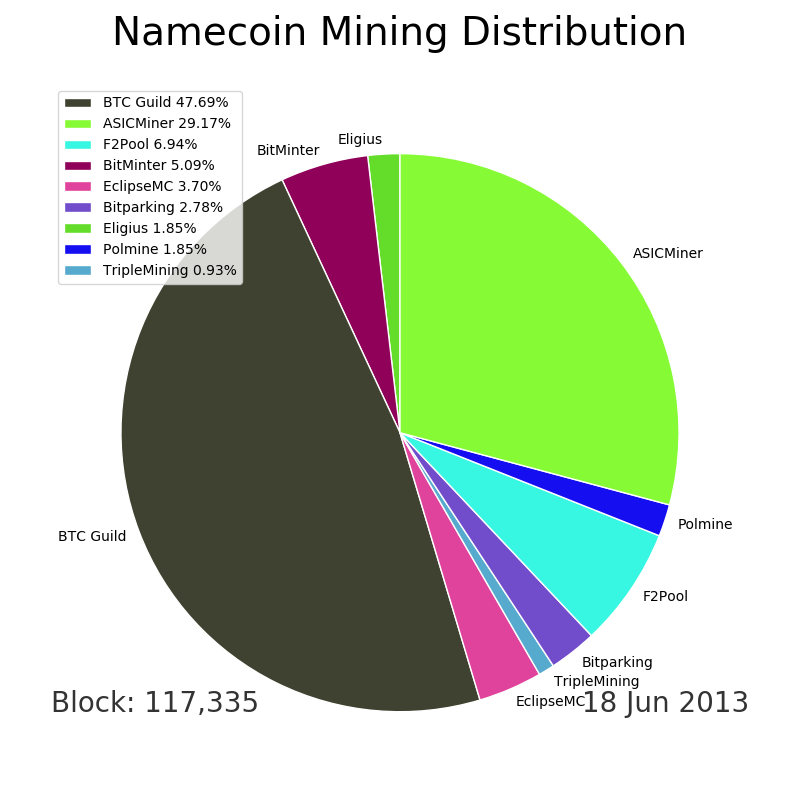 Namecoin Mining Distribution
BTC Guild 47.69%
ASICMiner 29.17%
F2Pool 6.94%
BitMinter 5.09%
EclipseMC 3.70%
Bitparking 2.78%
Eligius 1.85%
Polmine 1.85%
TripleMining 0.93%
Eligius
BitMinter
ASICMiner
Polmine
BTC Guild
F2Pool
Bitparking
TripleMining
EclipseMC
Block: 117,335
18 Jun 2013